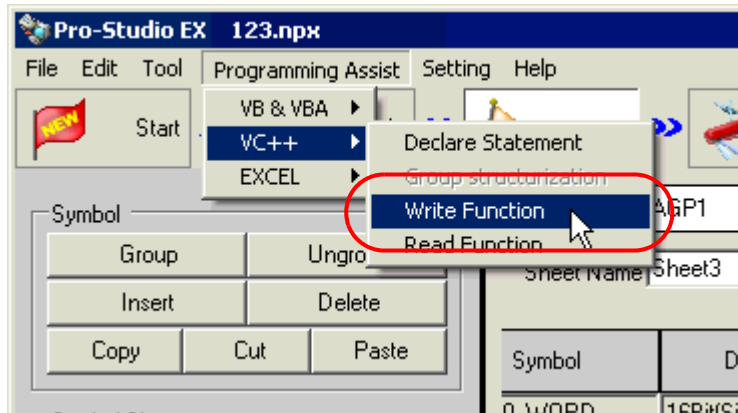 Pro-Studio EX 123.npx
File Edit Tool Programming Assist Setting Help
NEW Start
VB & VBA
VC++
EXCEL
Declare Statement
Group structurization
Write Function
Read Function
AGP1
Sheet Name Sheet3
Symbol
Group
Insert Delete
Copy Cut Paste
Symbol D
0 WORD